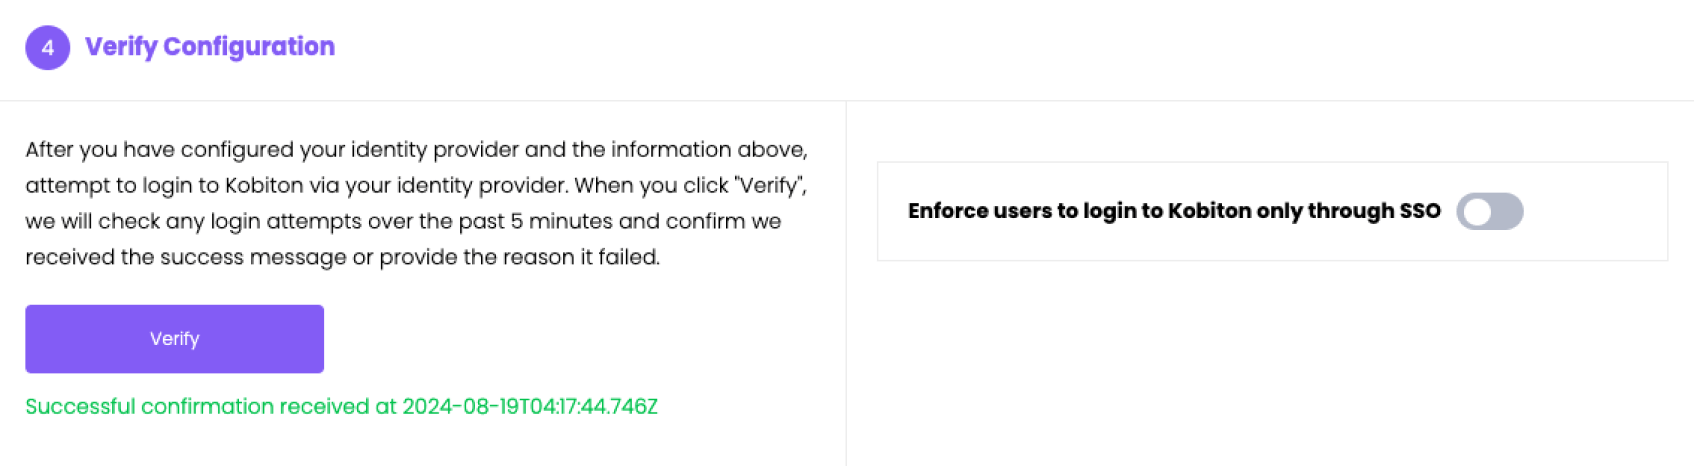 4
Verify Configuration
After you have configured your identity provider and the information above,
attempt to login to Kobiton via your identity provider. When you click "Verify",
we will check any login attempts over the past 5 minutes and confirm we
received the success message or provide the reason it failed.
Verify
Successful confirmation received at 2024-08-19T04:17:44.746Z
Enforce users to login to Kobiton only through SSO